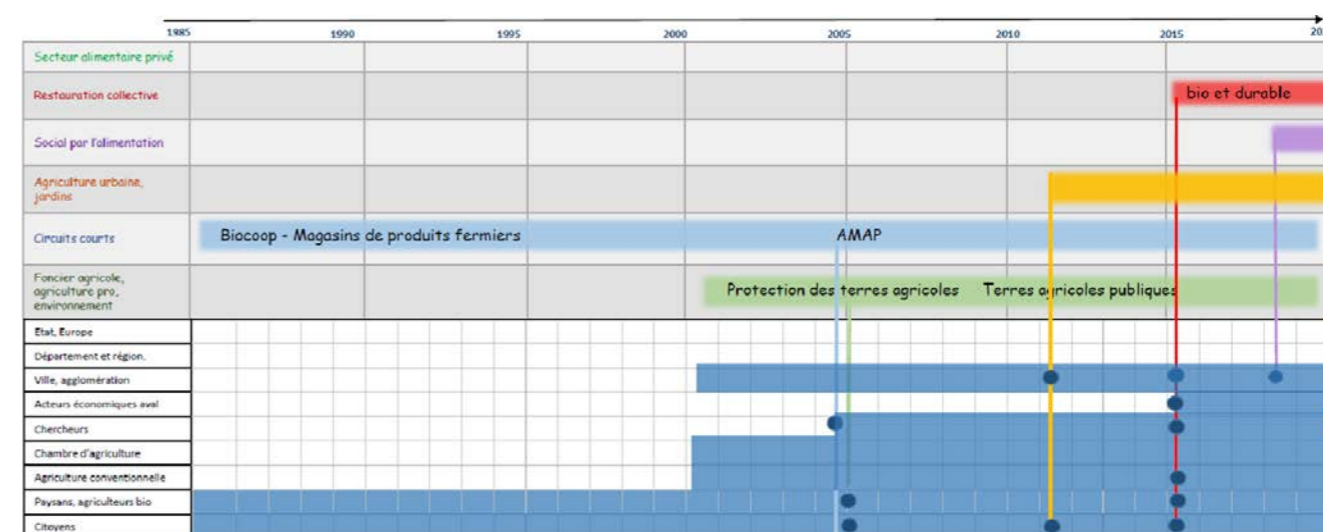 1985 1990 1995 2000 2005 2010 2015
Secteur alimentaire privé
Restauration collective
bio et durable
Social par l'alimentation
Agriculture urbaine,
jardins
Circuits courts
Biocoop - Magasins de produits fermiers
AMAP
Foncier agricole,
agriculture pro,
environnement
Protection des terres agricoles
Terres agricoles publiques
Etat, Europe
Département et région.
Ville, agglomération
Acteurs économiques aval
Chercheurs
Chambre d'agriculture
Agriculture conventionnelle
Paysans, agriculteurs bio
Citoyens